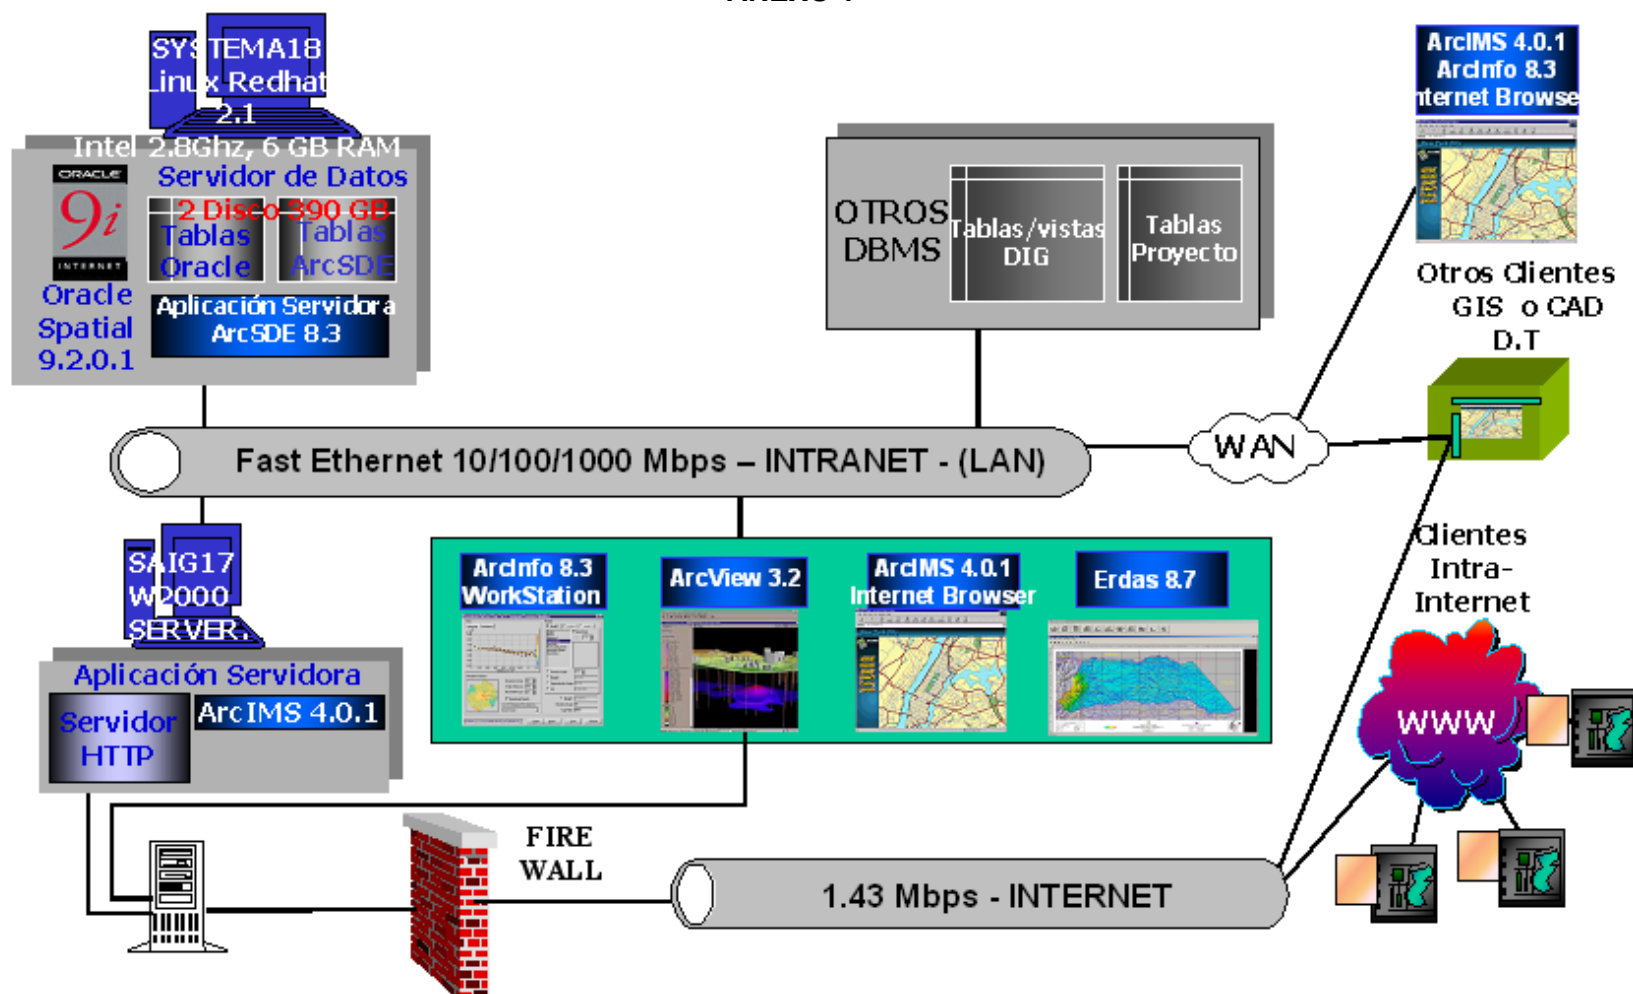 SYSTEMA18
Linux Redhat
2.1
Intel 2.8Ghz, 6 GB RAM
ORACLE
9i
INTERNET
Servidor de Datos
2 Disco 390 GB
Tablas
Oracle
Tablas
ArcSDE
Oracle
Spatial
9.2.0.1
Aplicación Servidora
ArcSDE 8.3
OTROS
DBMS
Tablas/vistas
DIG
Tablas
Proyecto
ArcIMS 4.0.1
ArcInfo 8.3
Internet Browse
Otros Clientes
GIS o CAD
D.T
WAN
Fast Ethernet 10/100/1000 Mbps – INTRANET - (LAN)
SAIG17
W2000
SERVER.
Aplicación Servidora
Servidor
HTTP
ArcIMS 4.0.1
ArcInfo 8.3
WorkStation
ArcView 3.2
ArcIMS 4.0.1
Internet Browser
Erdas 8.7
Clientes
Intra-
Internet
WWW
FIRE
WALL
1.43 Mbps - INTERNET